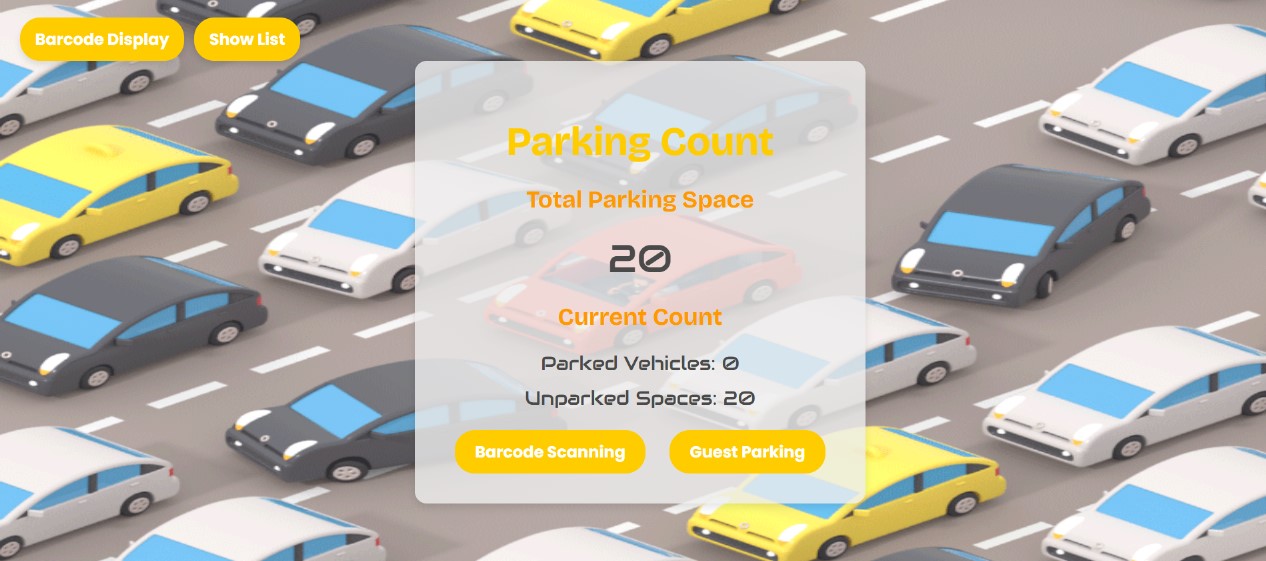 Barcode Display
Show List
Parking Count
Total Parking Space
20
Current Count
Parked Vehicles: 0
Unparked Spaces: 20
Barcode Scanning
Guest Parking